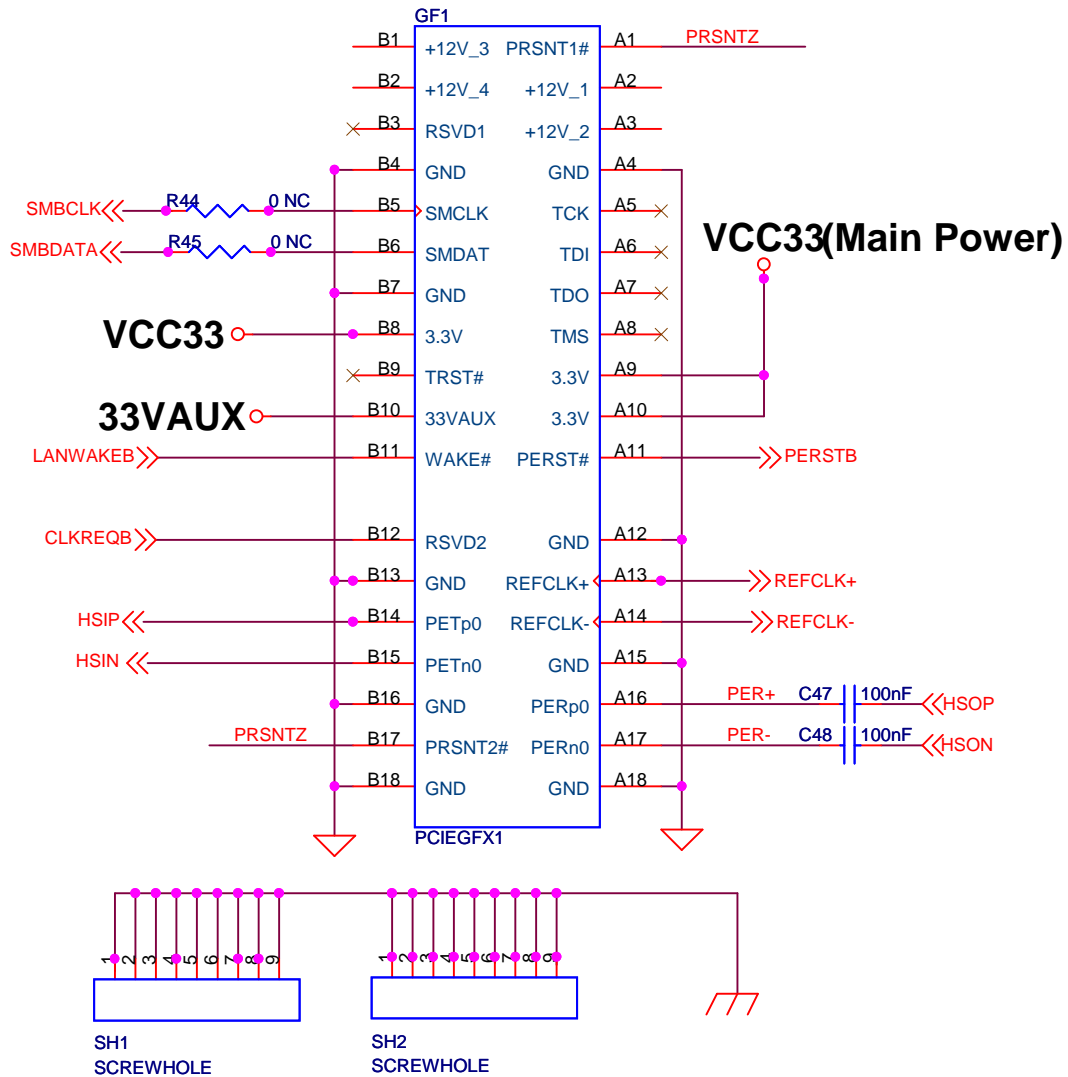 GF1
B1 +12V_3 PRSNT1# A1 PRSNTZ
B2 +12V_4 +12V_1 A2
B3 RSVD1 +12V_2 A3
B4 GND GND A4
SMBCLK R44 0 NC B5 SMCLK TCK A5
SMBDATA R45 0 NC B6 SMDAT TDI A6
VCC33(Main Power)
B7 GND TDO A7
VCC33 B8 3.3V TMS A8
B9 TRST# 3.3V A9
33VAUX B10 33VAUX 3.3V A10
LANWAKEB B11 WAKE# PERST# A11 PERSTB
CLKREQB B12 RSVD2 GND A12
B13 GND REFCLK+ A13 REFCLK+
HSIP B14 PETp0 REFCLK- A14 REFCLK-
HSIN B15 PETn0 GND A15
B16 GND PERp0 A16 PER+ C47 100nF HSOP
PRSNTZ B17 PRSNT2# PERn0 A17 PER- C48 100nF HSON
B18 GND GND A18
PCIEGFX1
1 2 3 4 5 6 7 8 9
1 2 3 4 5 6 7 8 9
SH1
SCREWHOLE
SH2
SCREWHOLE